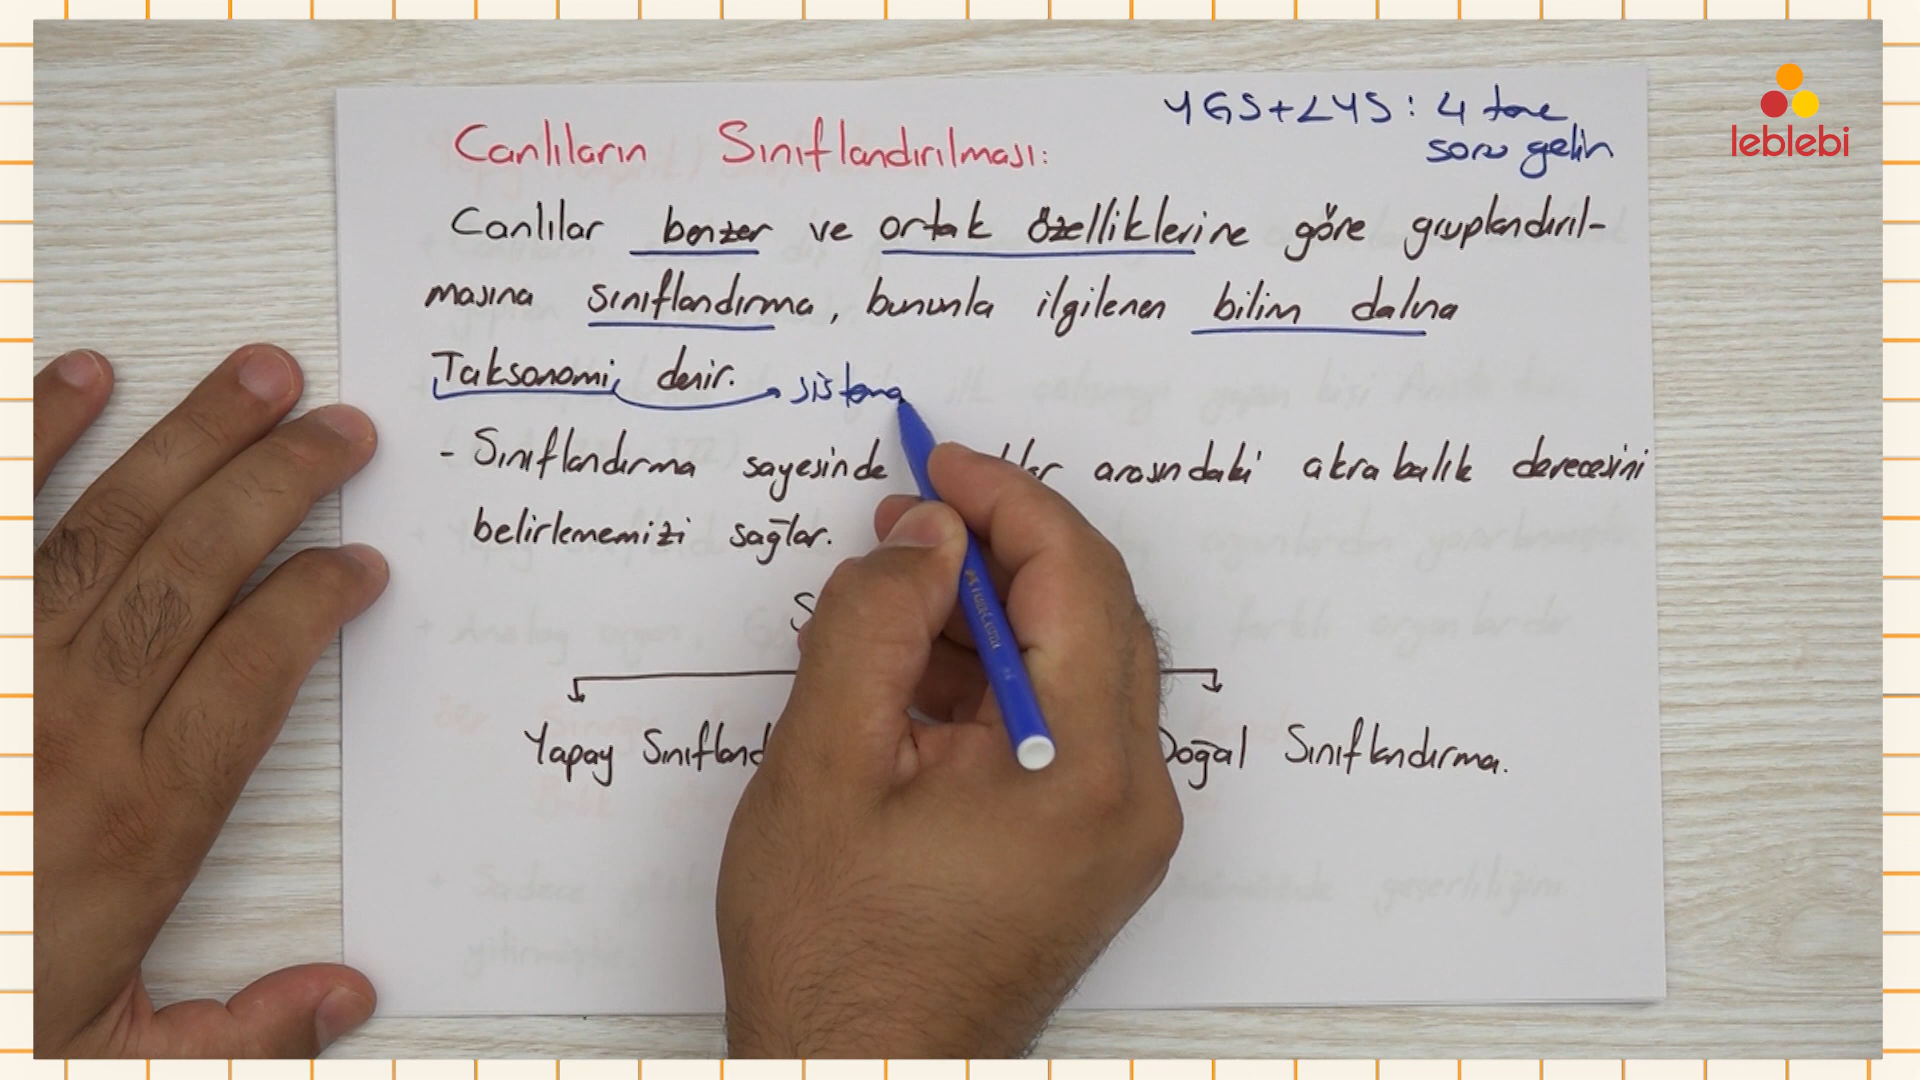 Canlıların Sınıflandırılması:
YGS+LYS: 4 tane
soru gelir
leblebi
Canlılar benzer ve ortak özelliklerine göre gruplandırıl-
masına sınıflandırma, bununla ilgilenen bilim dalına
Taksonomi denir. sistema
- Sınıflandırma sayesinde arasındaki akrabalık derecesini
belirlememizi sağlar.
Yapay Sınıfland Doğal Sınıflandırma.